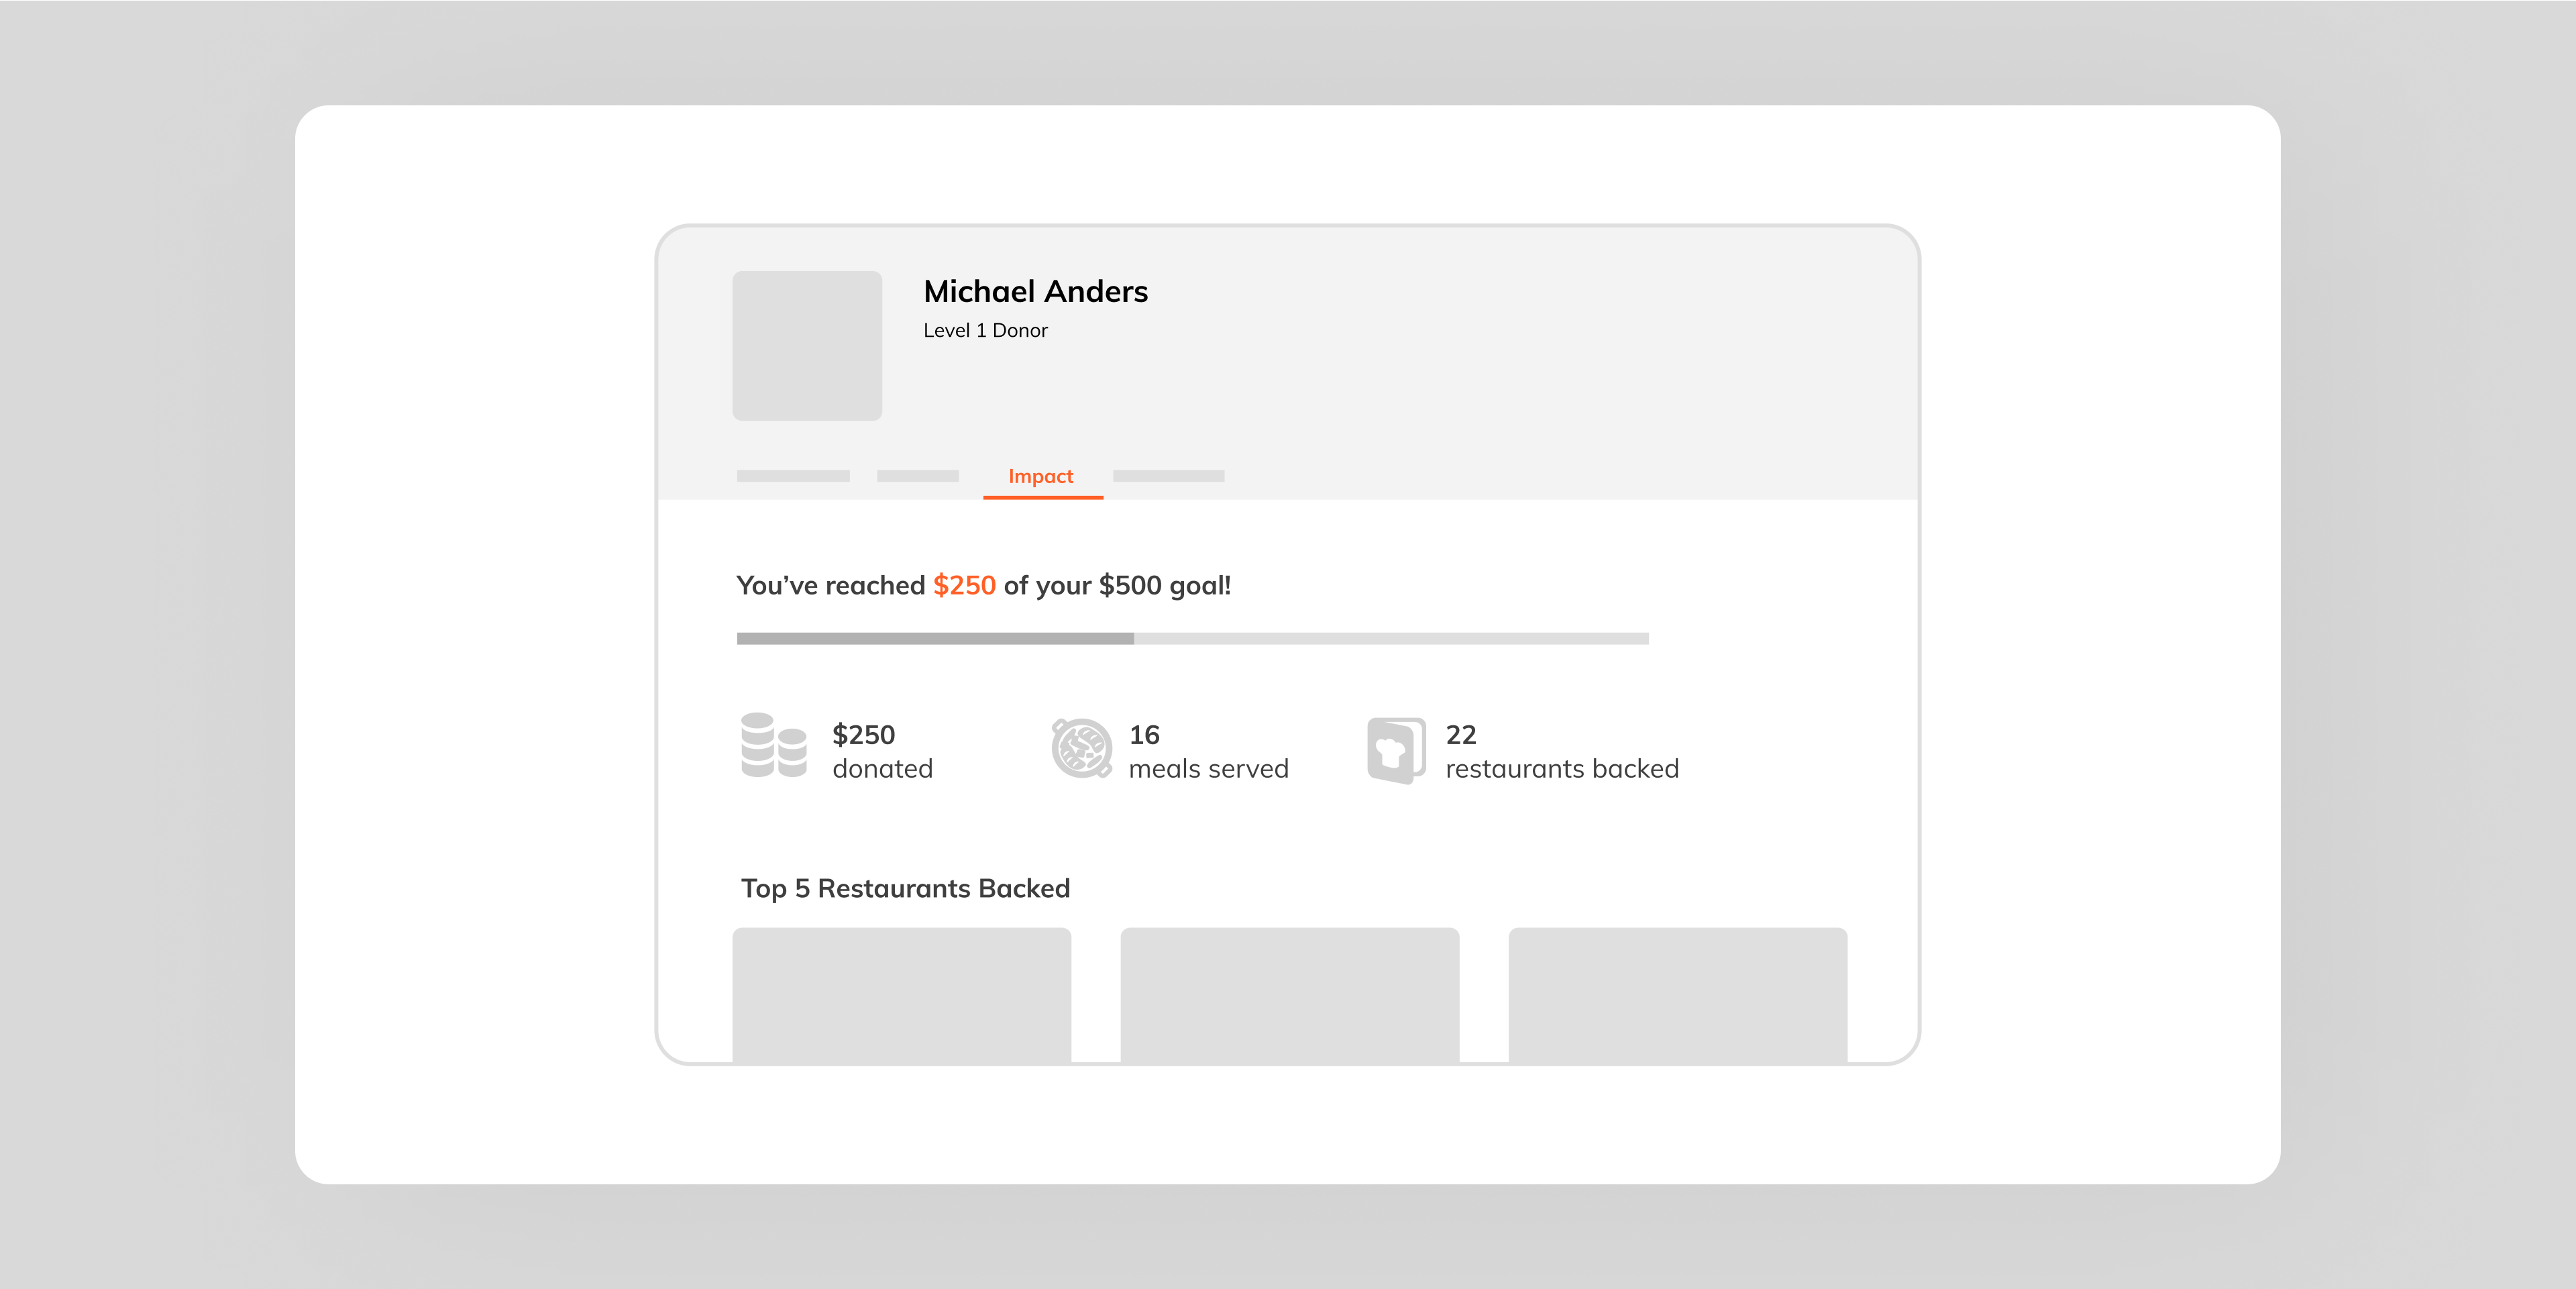 Michael Anders
Level 1 Donor
Impact
You’ve reached $250 of your $500 goal!
$250
donated
16
meals served
22
restaurants backed
Top 5 Restaurants Backed